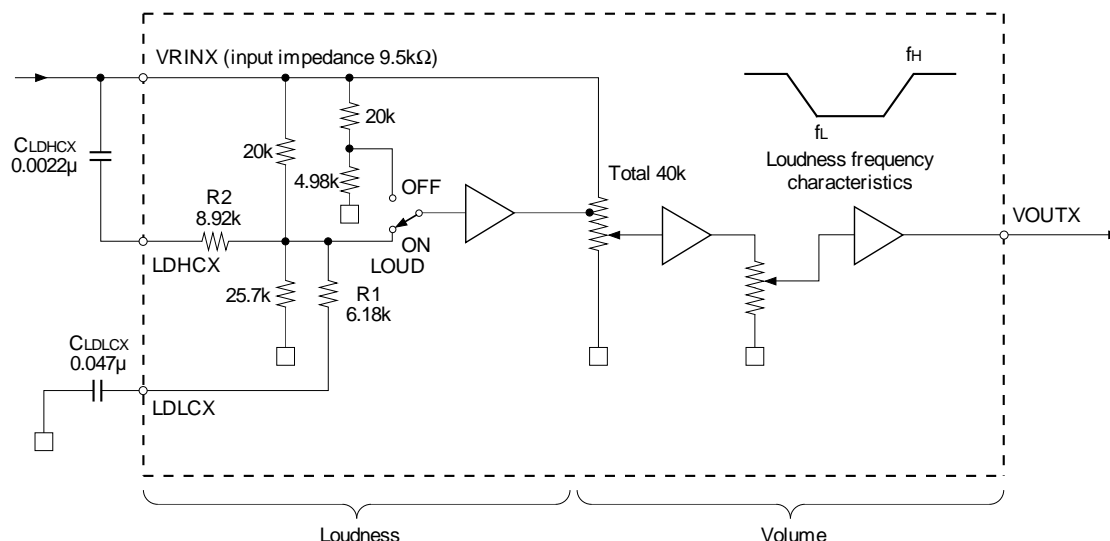 VRINX (input impedance 9.5kΩ)
fH
20k
CLDHCX
0.0022μ
20k
fL
4.98k
Loudness frequency
characteristics
Total 40k
OFF
R2
8.92k
VOUTX
ON
LDHCX
LOUD
25.7k
R1
6.18k
CLDLCX
0.047μ
LDLCX
Loudness
Volume